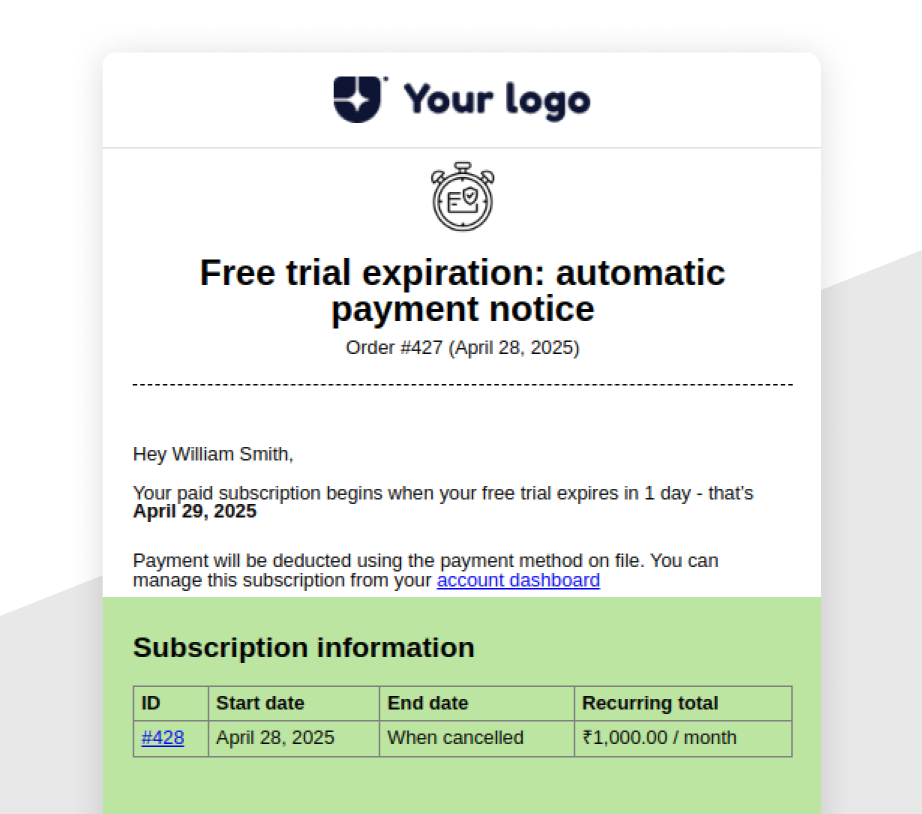 Your logo
Free trial expiration: automatic
payment notice
Order #427 (April 28, 2025)
Hey William Smith,
Your paid subscription begins when your free trial expires in 1 day - that’s
April 29, 2025
Payment will be deducted using the payment method on file. You can
manage this subscription from your account dashboard
Subscription information
ID Start date End date Recurring total
#428 April 28, 2025 When cancelled ₹1,000.00 / month